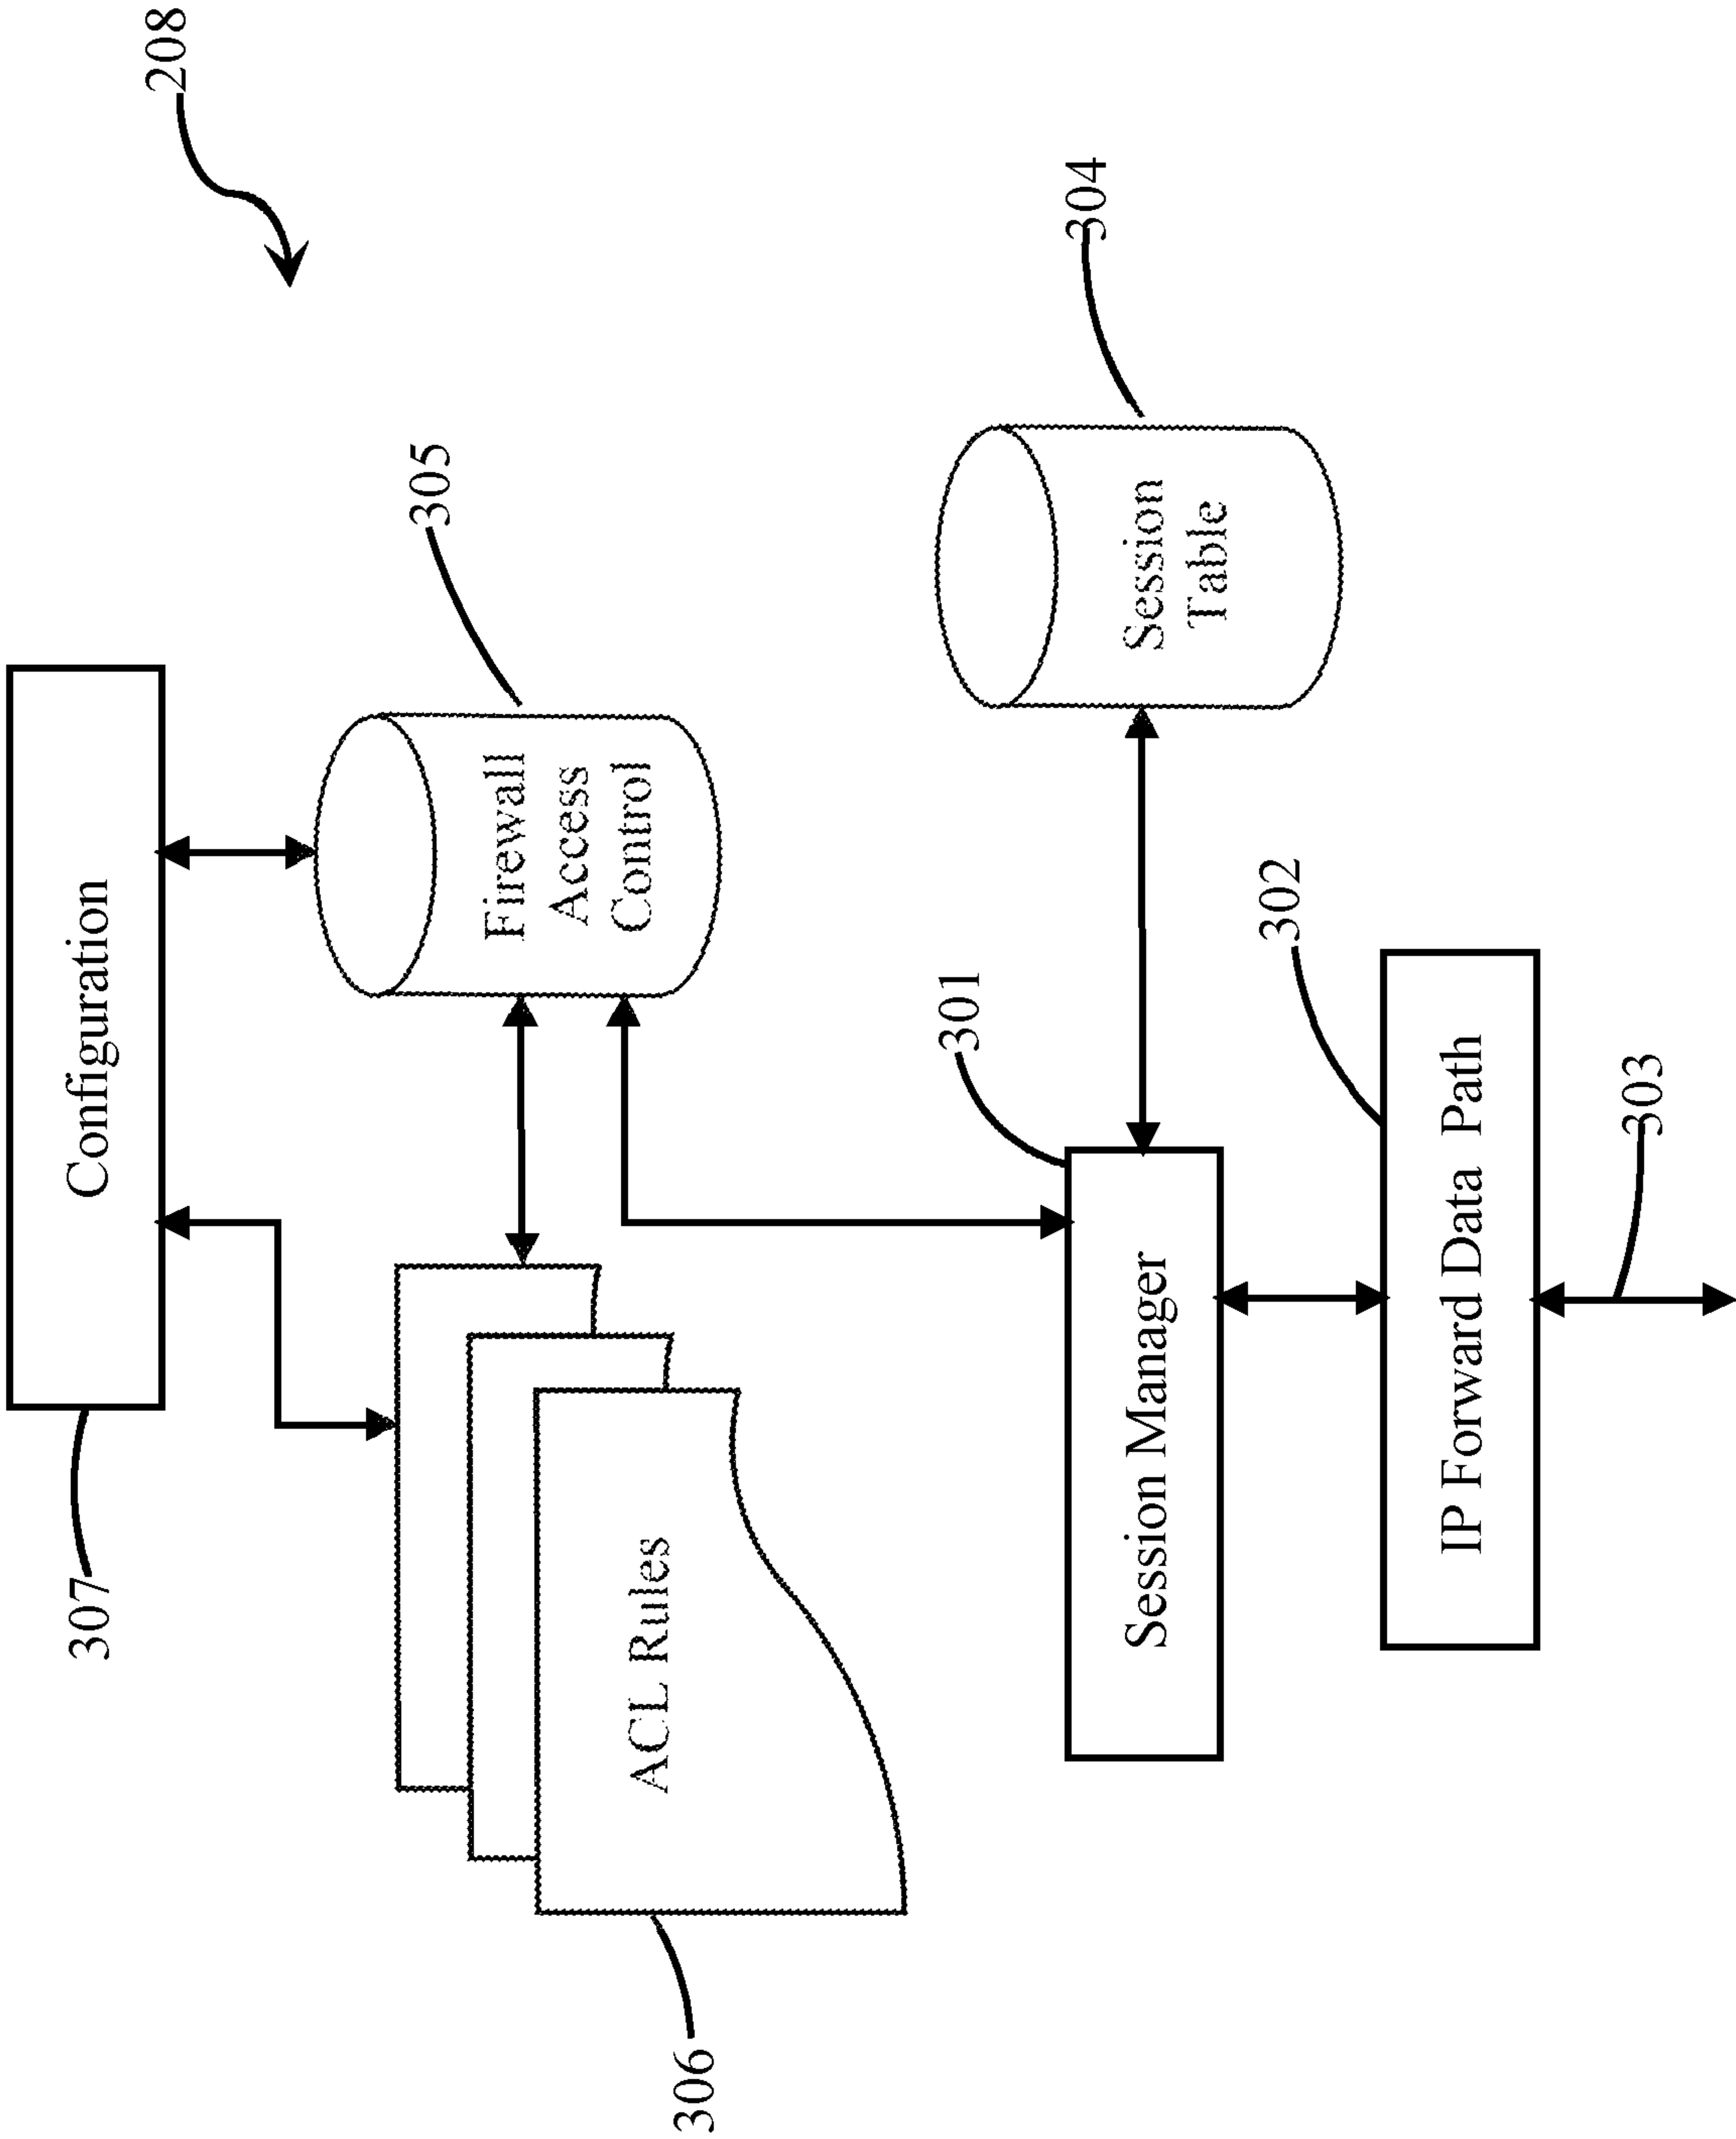 208
307
Configuration
305
Firewall
Access
Control
306
ACL Rules
304
Session
Table
301
Session Manager
302
IP Forward Data Path
303